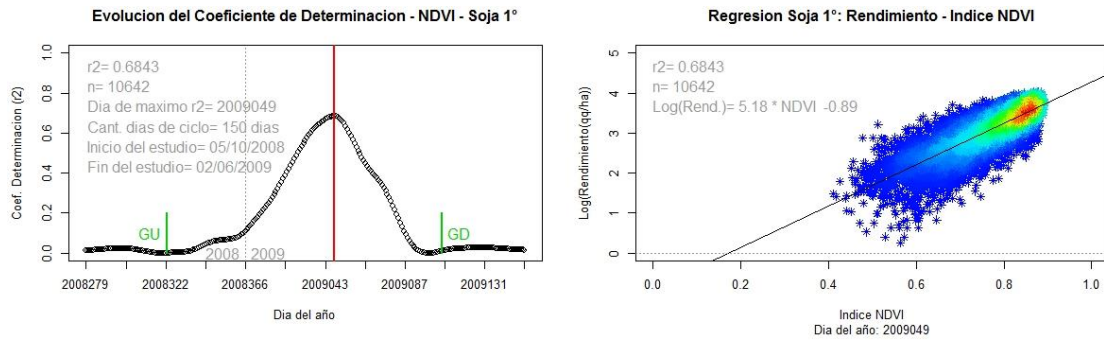 Evolucion del Coeficiente de Determinacion - NDVI - Soja 1°
Coef. Determinacion (r2)
1.0
0.8
0.6
0.4
0.2
0.0
r2= 0.6843
n= 10642
Dia de maximo r2= 2009049
Cant. dias de ciclo= 150 dias
Inicio del estudio= 05/10/2008
Fin del estudio= 02/06/2009
GU
GD
2008 2009
2008279 2008322 2008366 2009043 2009087 2009131
Dia del año
Regresion Soja 1°: Rendimiento - Indice NDVI
Log(Rendimiento(qq/ha))
5
4
3
2
1
0
r2= 0.6843
n= 10642
Log(Rend.)= 5.18 * NDVI -0.89
0.0 0.2 0.4 0.6 0.8 1.0
Indice NDVI
Dia del año: 2009049